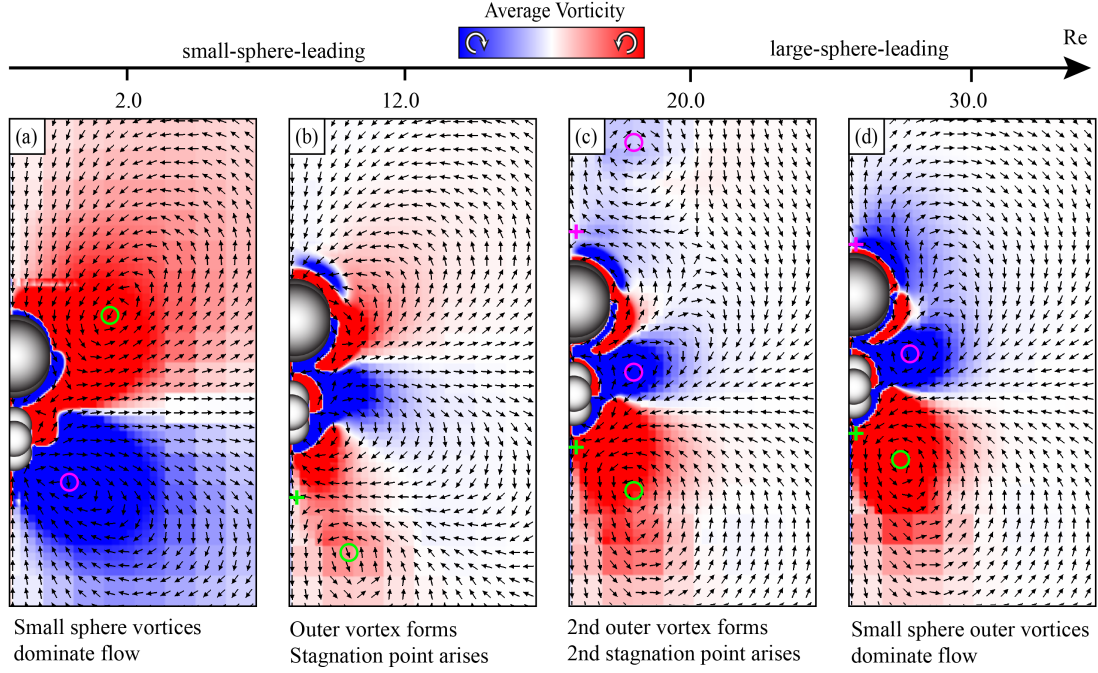 Average Vorticity
small-sphere-leading
large-sphere-leading
Re
2.0
12.0
20.0
30.0
(a)
(b)
(c)
(d)
Small sphere vortices
dominate flow
Outer vortex forms
Stagnation point arises
2nd outer vortex forms
2nd stagnation point arises
Small sphere outer vortices
dominate flow